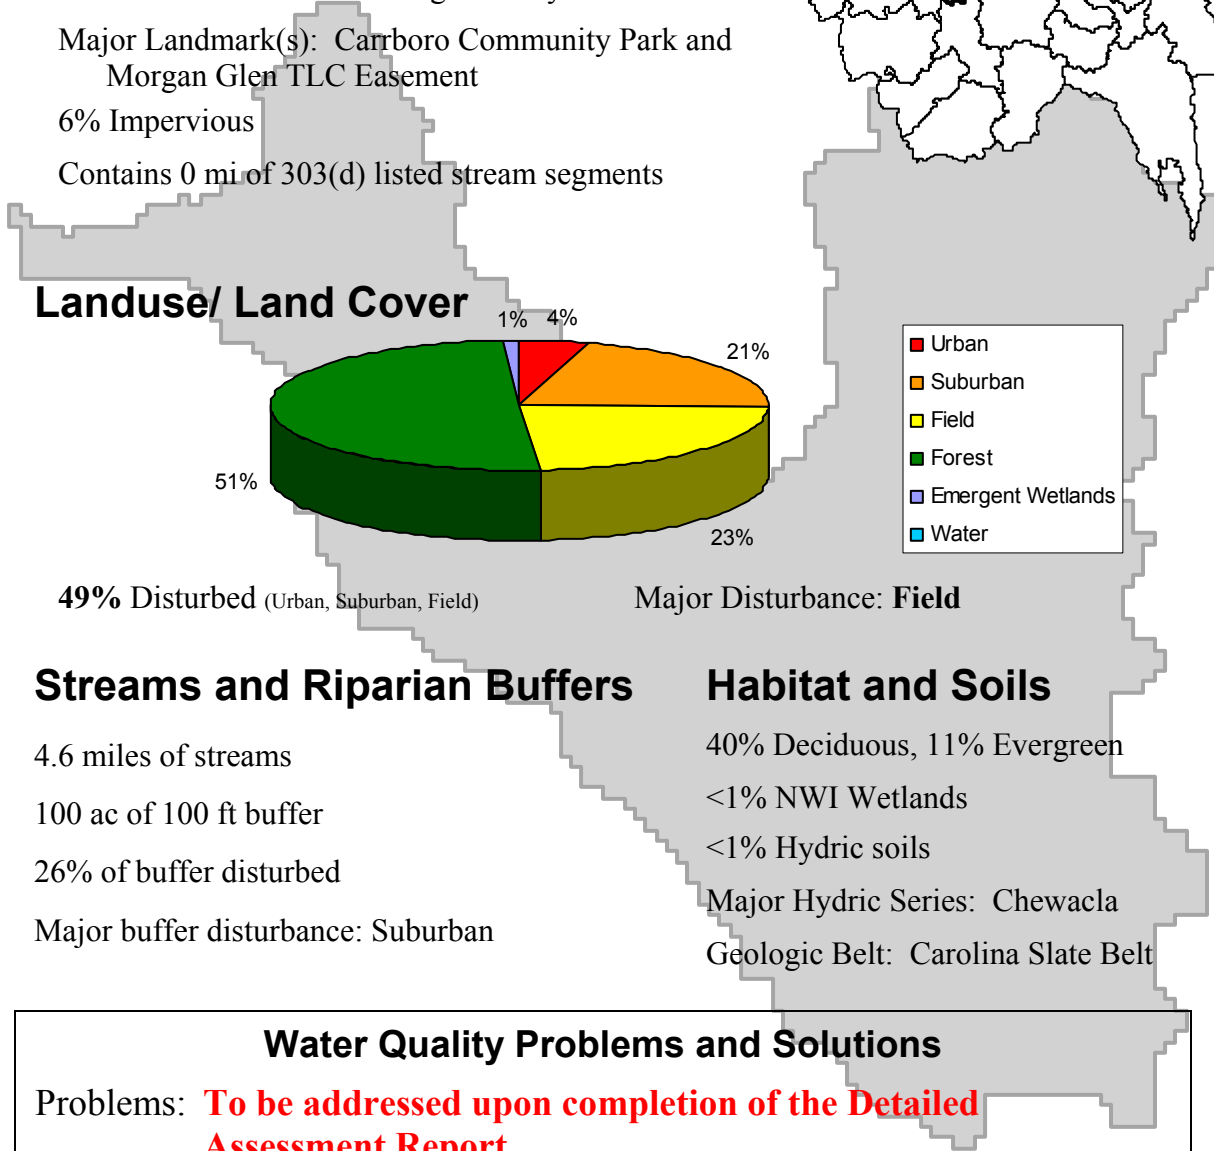 Major Landmark(s): Carrboro Community Park and
Morgan Glen TLC Easement
6% Impervious
Contains 0 mi of 303(d) listed stream segments
Landuse/ Land Cover
1% 4%
21%
51%
23%
Urban
Suburban
Field
Forest
Emergent Wetlands
Water
49% Disturbed (Urban, Suburban, Field)
Major Disturbance: Field
Streams and Riparian Buffers
4.6 miles of streams
100 ac of 100 ft buffer
26% of buffer disturbed
Major buffer disturbance: Suburban
Habitat and Soils
40% Deciduous, 11% Evergreen
<1% NWI Wetlands
<1% Hydric soils
Major Hydric Series: Chewacla
Geologic Belt: Carolina Slate Belt
Water Quality Problems and Solutions
Problems: To be addressed upon completion of the Detailed
Assessment Report